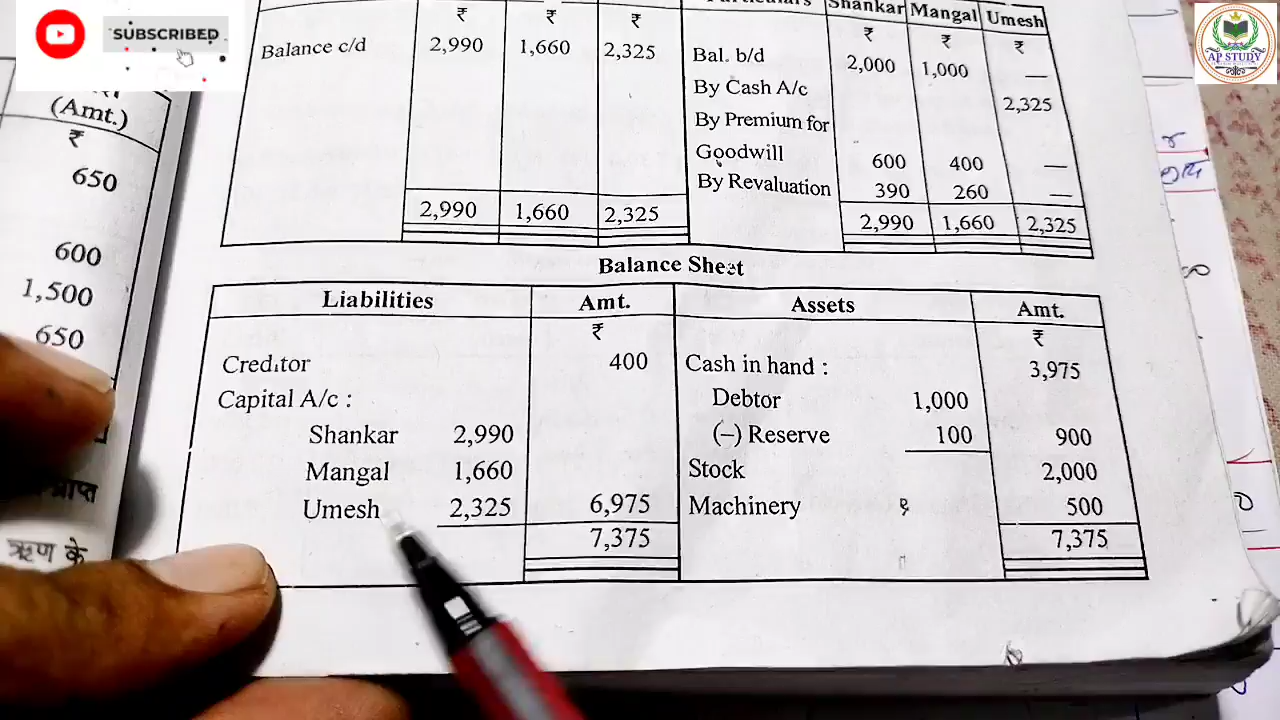 SUBSCRIBED
AP STUDY
(Amt.)
₹
650
600
1,500
650
ऋण के
Shankar Mangal Umesh
₹ ₹ ₹ ₹ ₹ ₹
Balance c/d 2,990 1,660 2,325 Bal. b/d 2,000 1,000 —
By Cash A/c 2,325
By Premium for
Goodwill 600 400 —
By Revaluation 390 260 —
2,990 1,660 2,325 2,990 1,660 2,325
Balance Sheet
Liabilities Amt. Assets Amt.
₹ ₹
Creditor 400 Cash in hand : 3,975
Capital A/c : Debtor 1,000
Shankar 2,990 (–) Reserve 100 900
Mangal 1,660 Stock 2,000
Umesh 2,325 6,975 Machinery 500
7,375 7,375